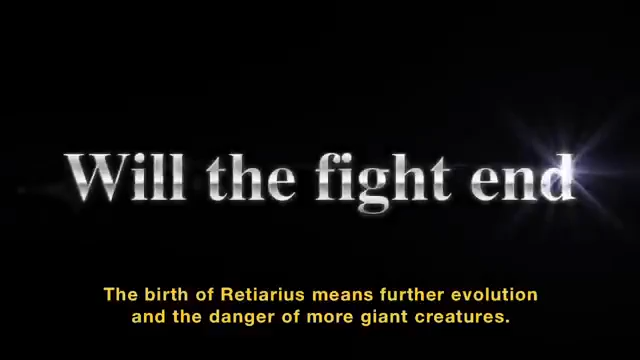 Will the fight end
The birth of Retiarius means further evolution
and the danger of more giant creatures.